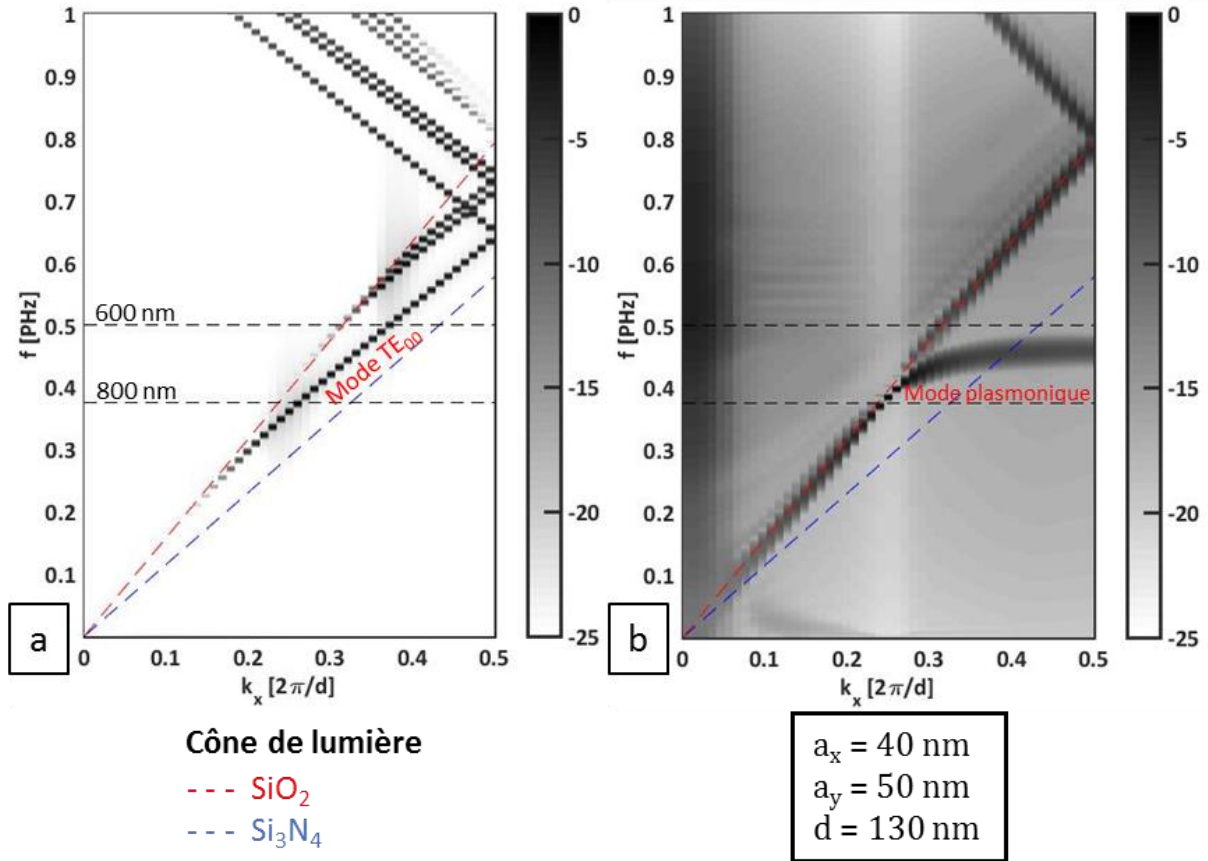 1
0.9
0.8
0.7
0.6
0.5
0.4
0.3
0.2
0.1
f [PHz]
600 nm
800 nm
Mode TE₀₀
0 0.1 0.2 0.3 0.4 0.5
kₓ [2π/d]
0
-5
-10
-15
-20
-25
a
1
0.9
0.8
0.7
0.6
0.5
0.4
0.3
0.2
0.1
f [PHz]
600 nm
800 nm
Mode plasmonique
0 0.1 0.2 0.3 0.4 0.5
kₓ [2π/d]
0
-5
-10
-15
-20
-25
b
Cône de lumière
--- SiO₂
--- Si₃N₄
aₓ = 40 nm
a_y = 50 nm
d = 130 nm